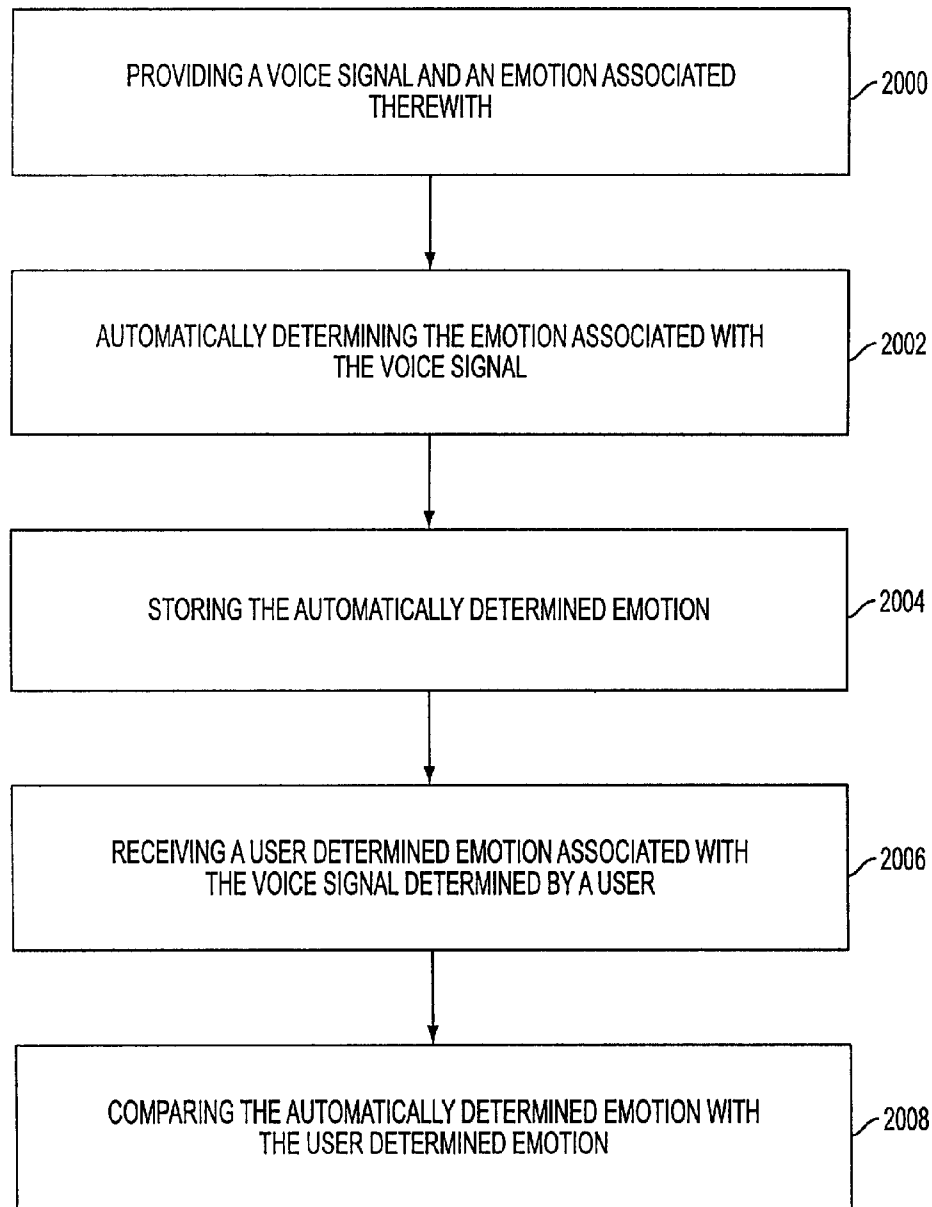 PROVIDING A VOICE SIGNAL AND AN EMOTION ASSOCIATED
THEREWITH
2000
AUTOMATICALLY DETERMINING THE EMOTION ASSOCIATED WITH
THE VOICE SIGNAL
2002
STORING THE AUTOMATICALLY DETERMINED EMOTION
2004
RECEIVING A USER DETERMINED EMOTION ASSOCIATED WITH
THE VOICE SIGNAL DETERMINED BY A USER
2006
COMPARING THE AUTOMATICALLY DETERMINED EMOTION WITH
THE USER DETERMINED EMOTION
2008